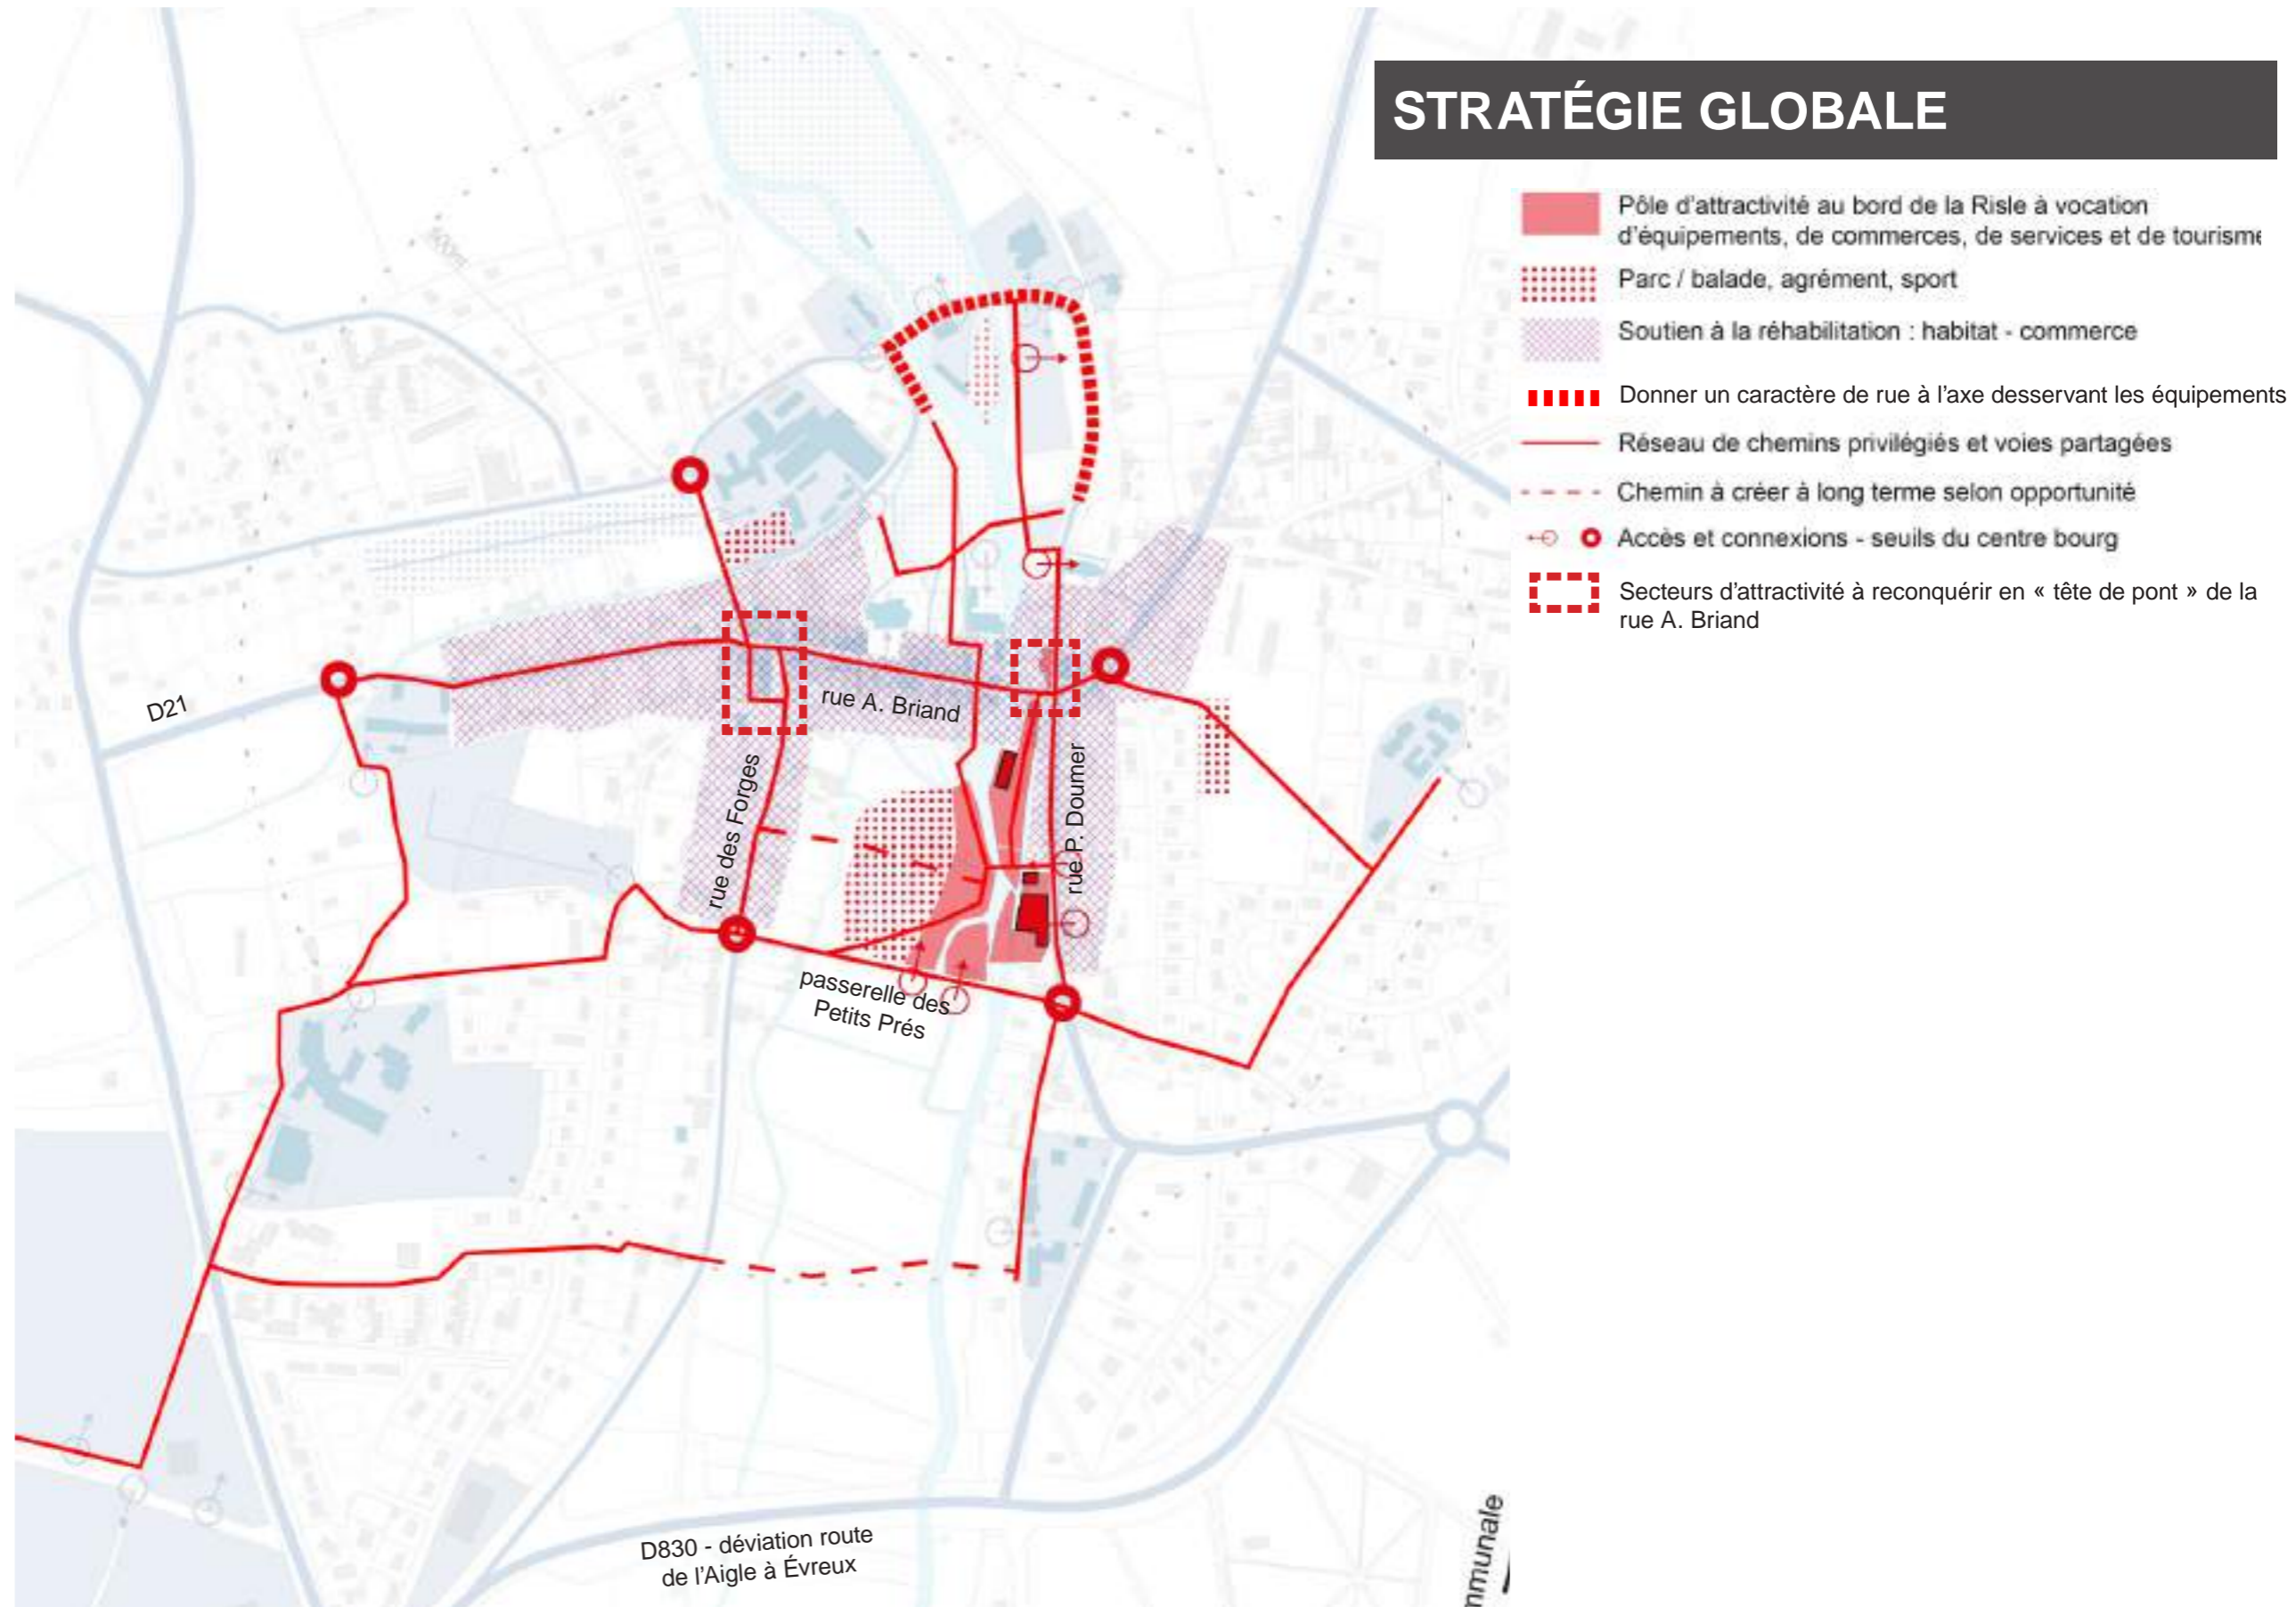 STRATÉGIE GLOBALE
Pôle d'attractivité au bord de la Risle à vocation
d'équipements, de commerces, de services et de tourisme
Parc / balade, agrément, sport
Soutien à la réhabilitation : habitat - commerce
Donner un caractère de rue à l'axe desservant les équipements
Réseau de chemins privilégiés et voies partagées
Chemin à créer à long terme selon opportunité
Accès et connexions - seuils du centre bourg
Secteurs d'attractivité à reconquérir en « tête de pont » de la
rue A. Briand
500m
D21
rue A. Briand
rue des Forges
rue P. Doumer
passerelle des
Petits Prés
D830 - déviation route
de l'Aigle à Évreux
nmunale